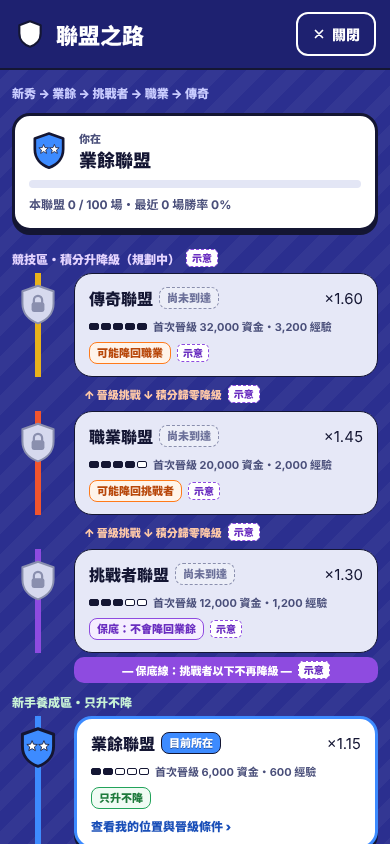 聯盟之路
× 關閉
新秀 → 業餘 → 挑戰者 → 職業 → 傳奇
你在
業餘聯盟
本聯盟 0 / 100 場・最近 0 場勝率 0%
競技區・積分升降級（規劃中） 示意
傳奇聯盟 尚未到達 ×1.60
首次晉級 32,000 資金・3,200 經驗
可能降回職業 示意
↑ 晉級挑戰 ↓ 積分歸零降級 示意
職業聯盟 尚未到達 ×1.45
首次晉級 20,000 資金・2,000 經驗
可能降回挑戰者 示意
↑ 晉級挑戰 ↓ 積分歸零降級 示意
挑戰者聯盟 尚未到達 ×1.30
首次晉級 12,000 資金・1,200 經驗
保底：不會降回業餘 示意
— 保底線：挑戰者以下不再降級 — 示意
新手養成區・只升不降
業餘聯盟 目前所在 ×1.15
首次晉級 6,000 資金・600 經驗
只升不降
查看我的位置與晉級條件 ›